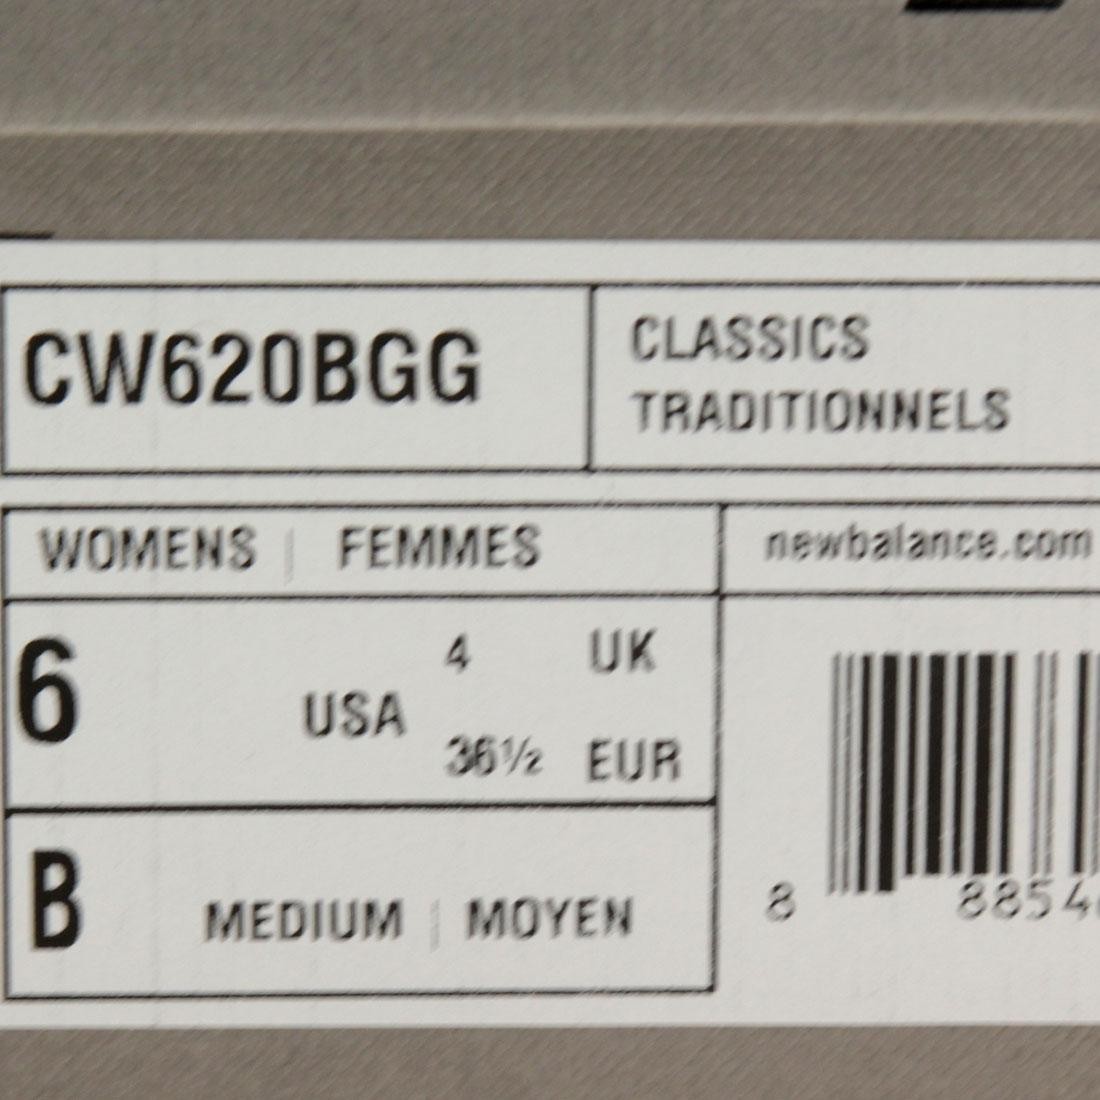 CW620BGG
CLASSICS
TRADITIONNELS
WOMENS | FEMMES
newbalance.com
6 USA
4 UK
36½ EUR
B MEDIUM | MOYEN
8 8854